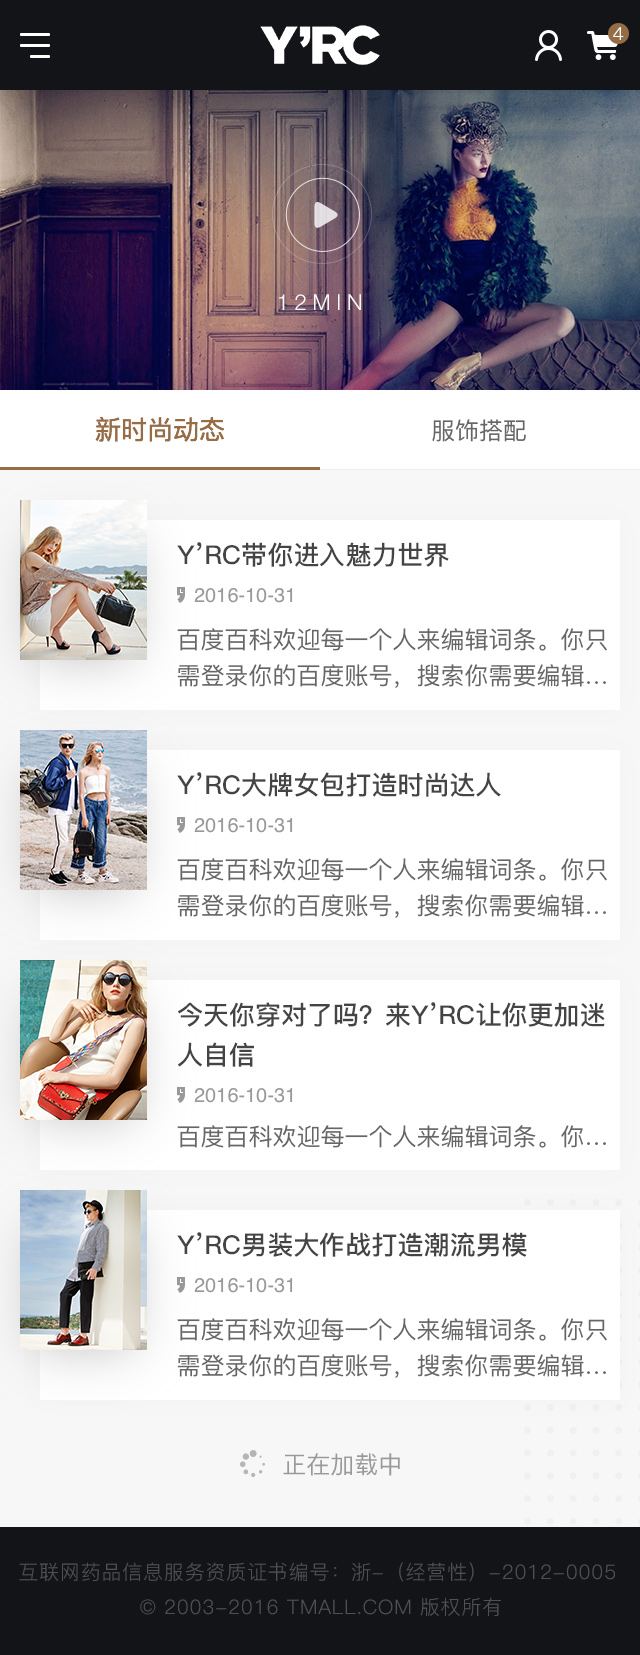 Y'RC
4
12MIN
新时尚动态
服饰搭配
Y'RC带你进入魅力世界
2016-10-31
百度百科欢迎每一个人来编辑词条。你只
需登录你的百度账号，搜索你需要编辑...
Y'RC大牌女包打造时尚达人
2016-10-31
百度百科欢迎每一个人来编辑词条。你只
需登录你的百度账号，搜索你需要编辑...
今天你穿对了吗？来Y'RC让你更加迷
人自信
2016-10-31
百度百科欢迎每一个人来编辑词条。你...
Y'RC男装大作战打造潮流男模
2016-10-31
百度百科欢迎每一个人来编辑词条。你只
需登录你的百度账号，搜索你需要编辑...
正在加载中
互联网药品信息服务资质证书编号：浙-（经营性）-2012-0005
© 2003-2016 TMALL.COM 版权所有